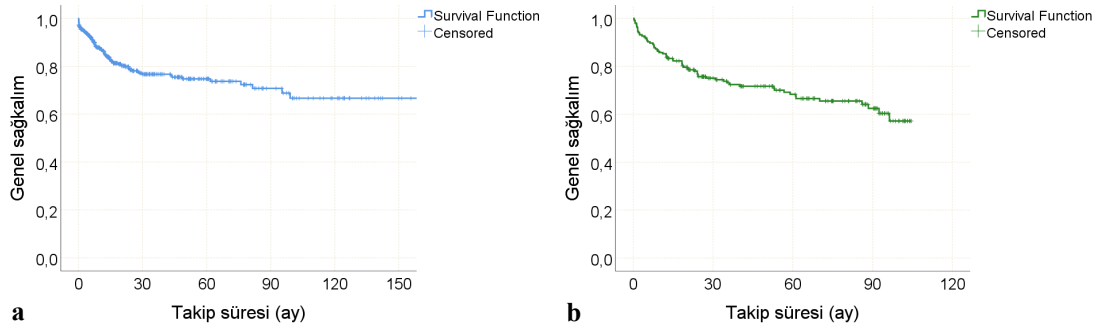 1,0
0,8
0,6
0,4
0,2
0,0
Genel sağkalım
0 30 60 90 120 150
Takip süresi (ay)
Survival Function
Censored
a
1,0
0,8
0,6
0,4
0,2
0,0
Genel sağkalım
0 30 60 90 120
Takip süresi (ay)
Survival Function
Censored
b